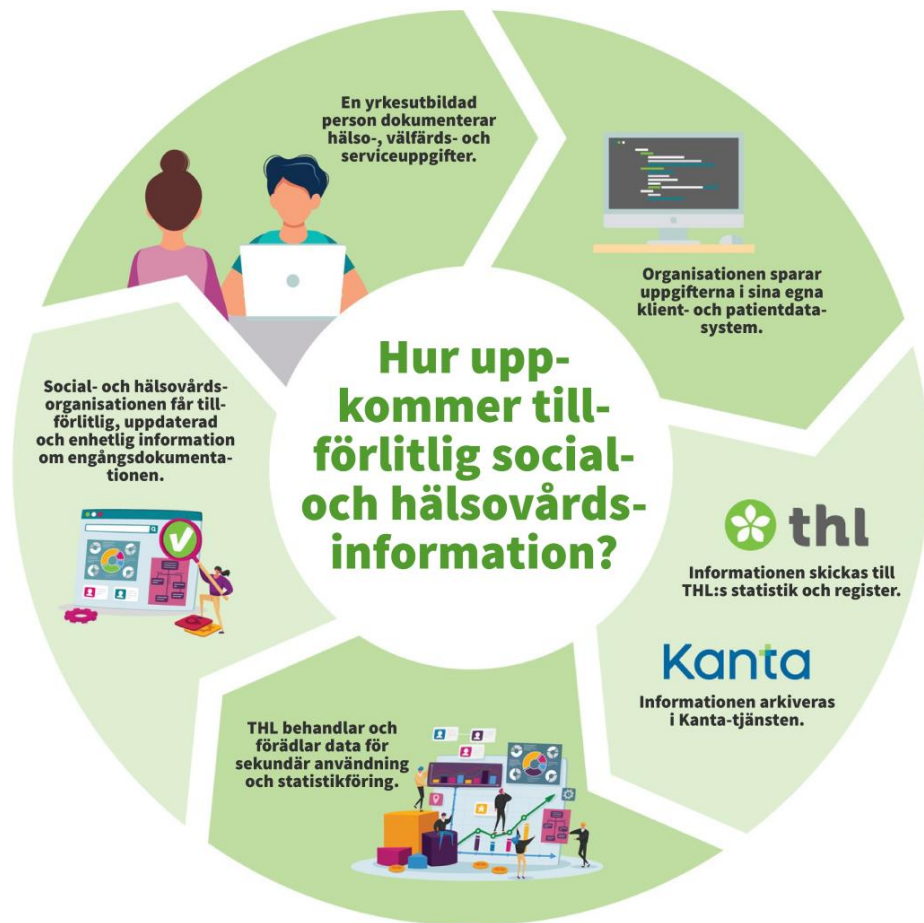 En yrkesutbildad
person dokumenterar
hälso-, välfärds- och
serviceuppgifter.
Organisationen sparar
uppgifterna i sina egna
klient- och patientdata-
system.
Hur upp-
kommer till-
förlitlig social-
och hälsovårds-
information?
thl
Informationen skickas till
THL:s statistik och register.
Kanta
Informationen arkiveras
i Kanta-tjänsten.
THL behandlar och
förädlar data för
sekundär användning
och statistikföring.
Social- och hälsovårds-
organisationen får till-
förlitlig, uppdaterad
och enhetlig information
om engångsdokumenta-
tionen.